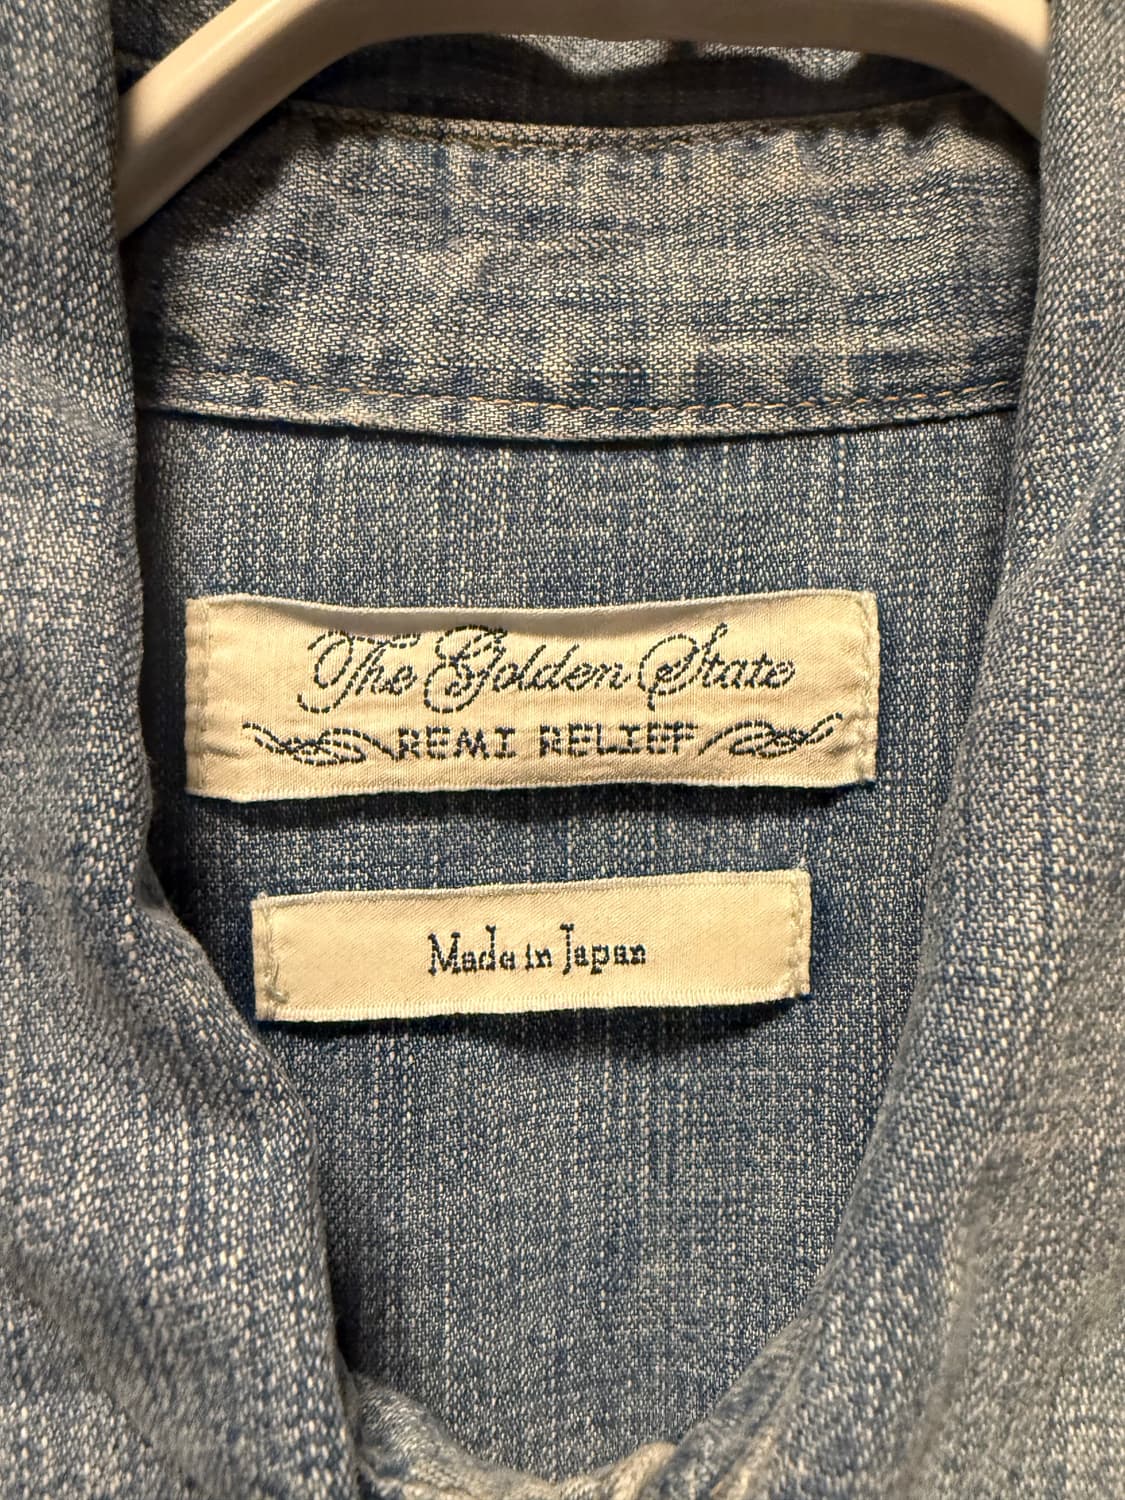 The Golden State
REMI RELIEF
Made in Japan